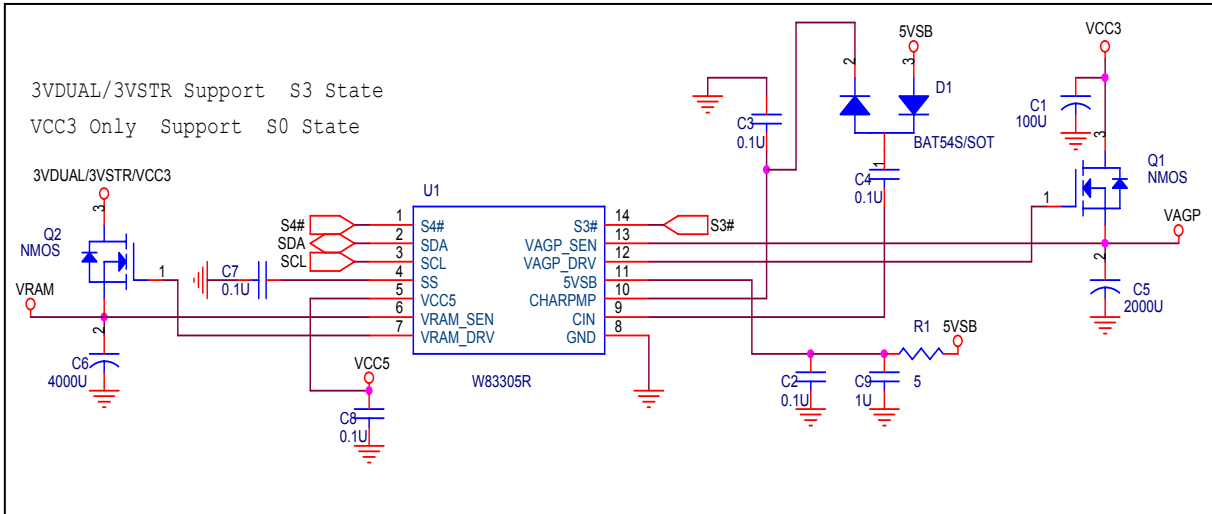 3VDUAL/3VSTR Support S3 State
VCC3 Only Support S0 State
3VDUAL/3VSTR/VCC3
3
Q2
NMOS
1
VRAM
2
C6
4000U
S4#
SDA
SCL
C7
0.1U
VCC5
C8
0.1U
U1
1 S4#
2 SDA
3 SCL
4 SS
5 VCC5
6 VRAM_SEN
7 VRAM_DRV
S3# 14
VAGP_SEN 13
VAGP_DRV 12
5VSB 11
CHARPMP 10
CIN 9
GND 8
W83305R
S3#
C3
0.1U
2
5VSB
3
D1
BAT54S/SOT
1
C4
0.1U
R1
5VSB
5
C2
0.1U
C9
1U
VCC3
C1
100U
3
Q1
NMOS
1
VAGP
2
C5
2000U